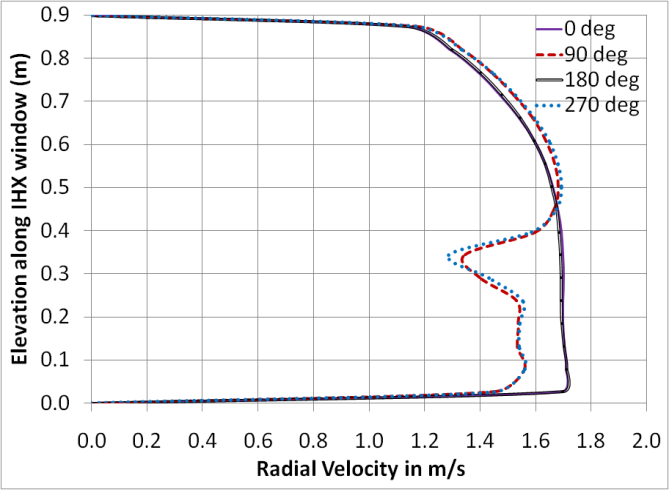 0.9
0.8
0.7
0.6
0.5
0.4
0.3
0.2
0.1
0.0
Elevation along IHX window (m)
0 deg
90 deg
180 deg
270 deg
0.0 0.2 0.4 0.6 0.8 1.0 1.2 1.4 1.6 1.8 2.0
Radial Velocity in m/s